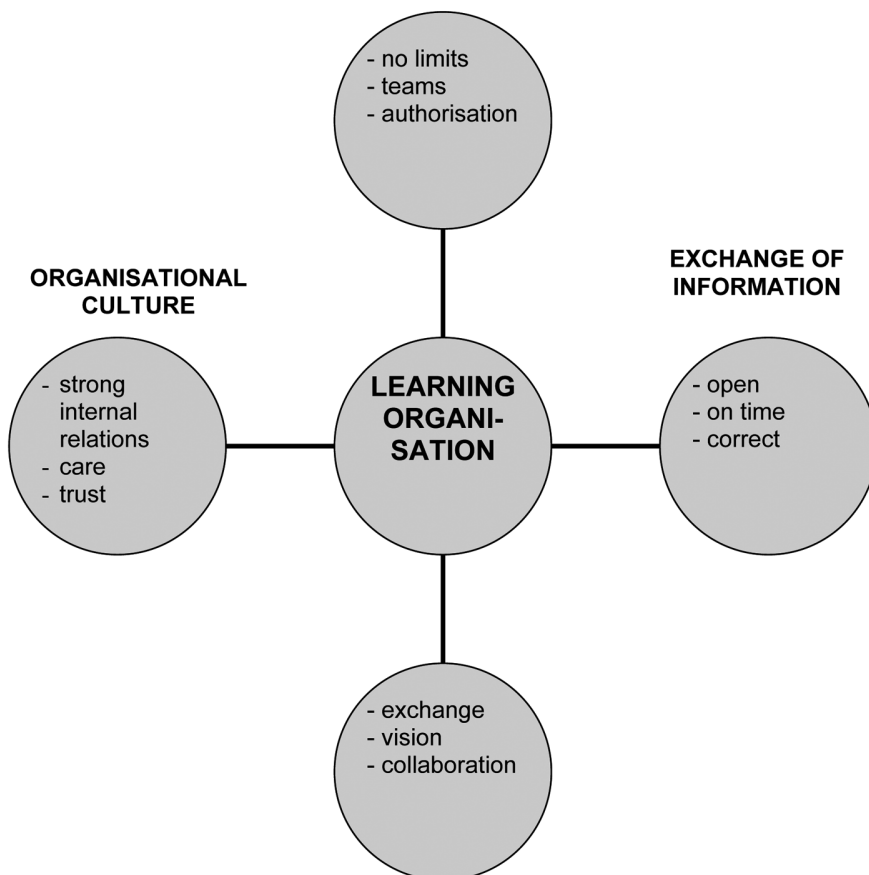 - no limits
- teams
- authorisation
ORGANISATIONAL
CULTURE
EXCHANGE OF
INFORMATION
- strong
internal
relations
- care
- trust
LEARNING
ORGANI-
SATION
- open
- on time
- correct
- exchange
- vision
- collaboration